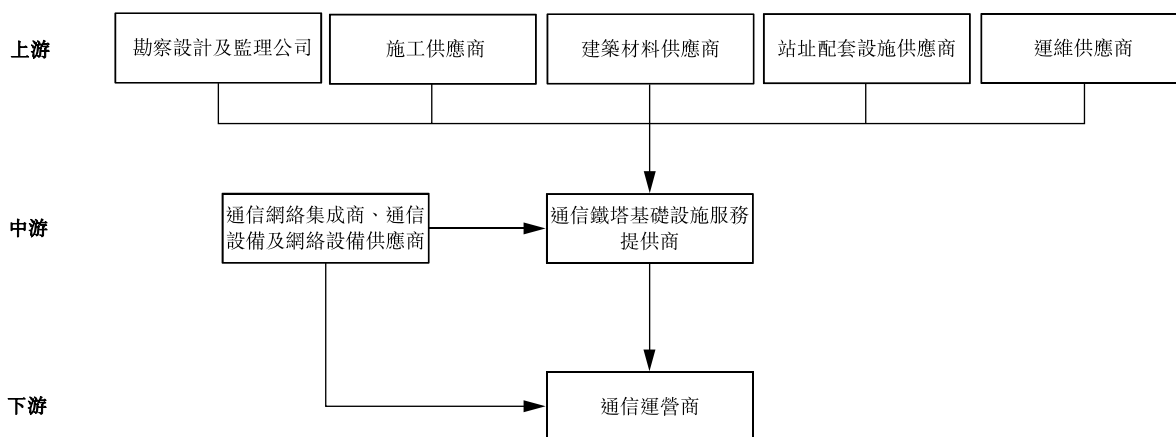 上游
勘察設計及監理公司
施工供應商
建築材料供應商
站址配套設施供應商
運維供應商
中游
通信網絡集成商、通信
設備及網絡設備供應商
通信鐵塔基礎設施服務
提供商
下游
通信運營商